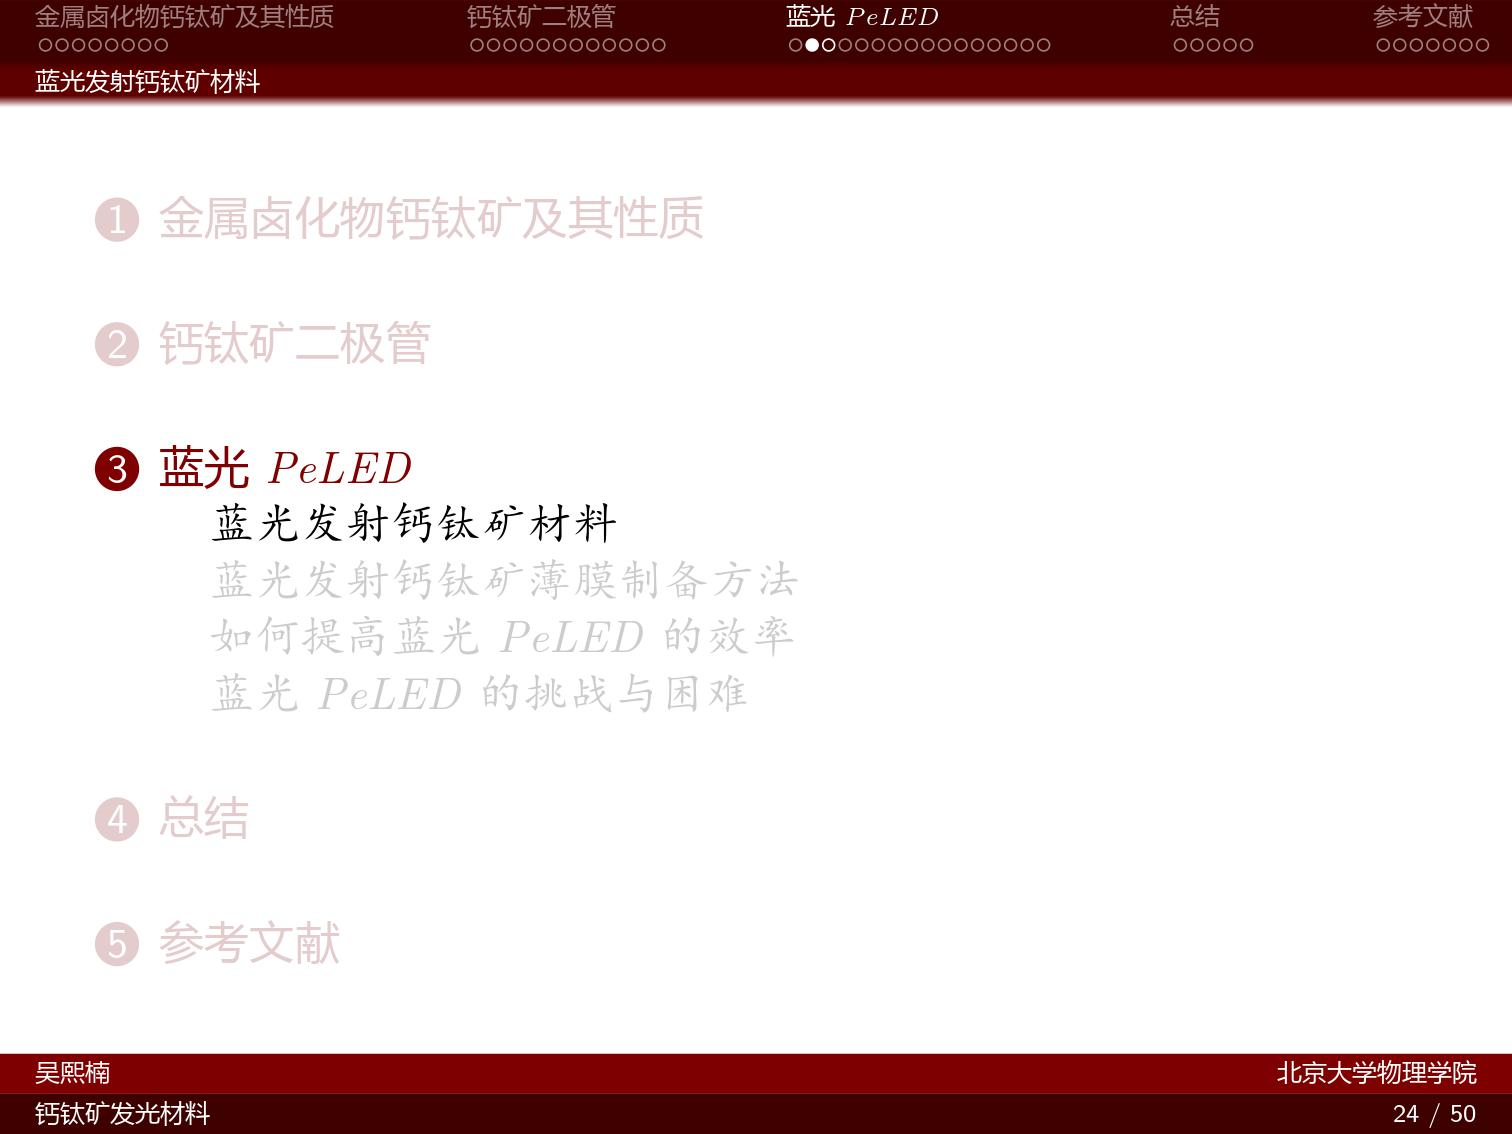 金属卤化物钙钛矿及其性质 钙钛矿二极管 蓝光 PeLED 总结 参考文献
蓝光发射钙钛矿材料
1 金属卤化物钙钛矿及其性质
2 钙钛矿二极管
3 蓝光 PeLED
蓝光发射钙钛矿材料
蓝光发射钙钛矿薄膜制备方法
如何提高蓝光 PeLED 的效率
蓝光 PeLED 的挑战与困难
4 总结
5 参考文献
吴熙楠 北京大学物理学院
钙钛矿发光材料 24 / 50